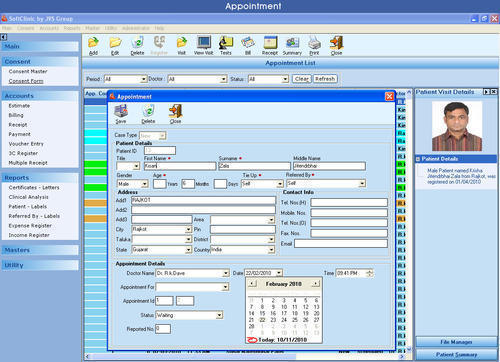 Appointment
SoftClinic by JVS Group
Main Consent Accounts Reports Master Utility Administrator Help
Add Edit Delete Register Visit View Visit Tests Bill Receipt Summary Print Close
Main
Consent
Consent Master
Consent Form
Accounts
Estimate
Billing
Receipt
Payment
Voucher Entry
3C Register
Multiple Receipt
Reports
Certificates - Letters
Clinical Analysis
Patient - Labels
Referred By - Labels
Expense Register
Income Register
Masters
Utility
Appointment List
Period : All Doctor : All Status : All Clear Refresh
App. Co
Appointment
Save Delete Close
Case Type New
Patient Details
Patient ID
Title First Name * Surname * Middle Name
Zala Jitendrabhai
Gender Age * Tie Up * Referred By *
Male Years 6 Months Days Self Self
Address Contact Info
Add1 RAJKOT Tel. Nos.(H)
Add2 Mobile. Nos.
Add3 Area Tel. Nos.(O)
City Rajkot Pin Fax. Nos.
Taluka District Email
State Gujarat Country India
Appointment Details
Doctor Name Dr. R.k.Dave Date 22/02/2010 Time 09:41 PM
Appointment For
Appointment Id 1 2
Status Waiting
Reported No. 0
February 2010
Today: 10/11/2010
Patient Visit Details
Patient Details
Male Patient named Krisha
Jitendrabhai Zala from Rajkot, was
registered on 01/04/2010
File Manager
Patient Summary